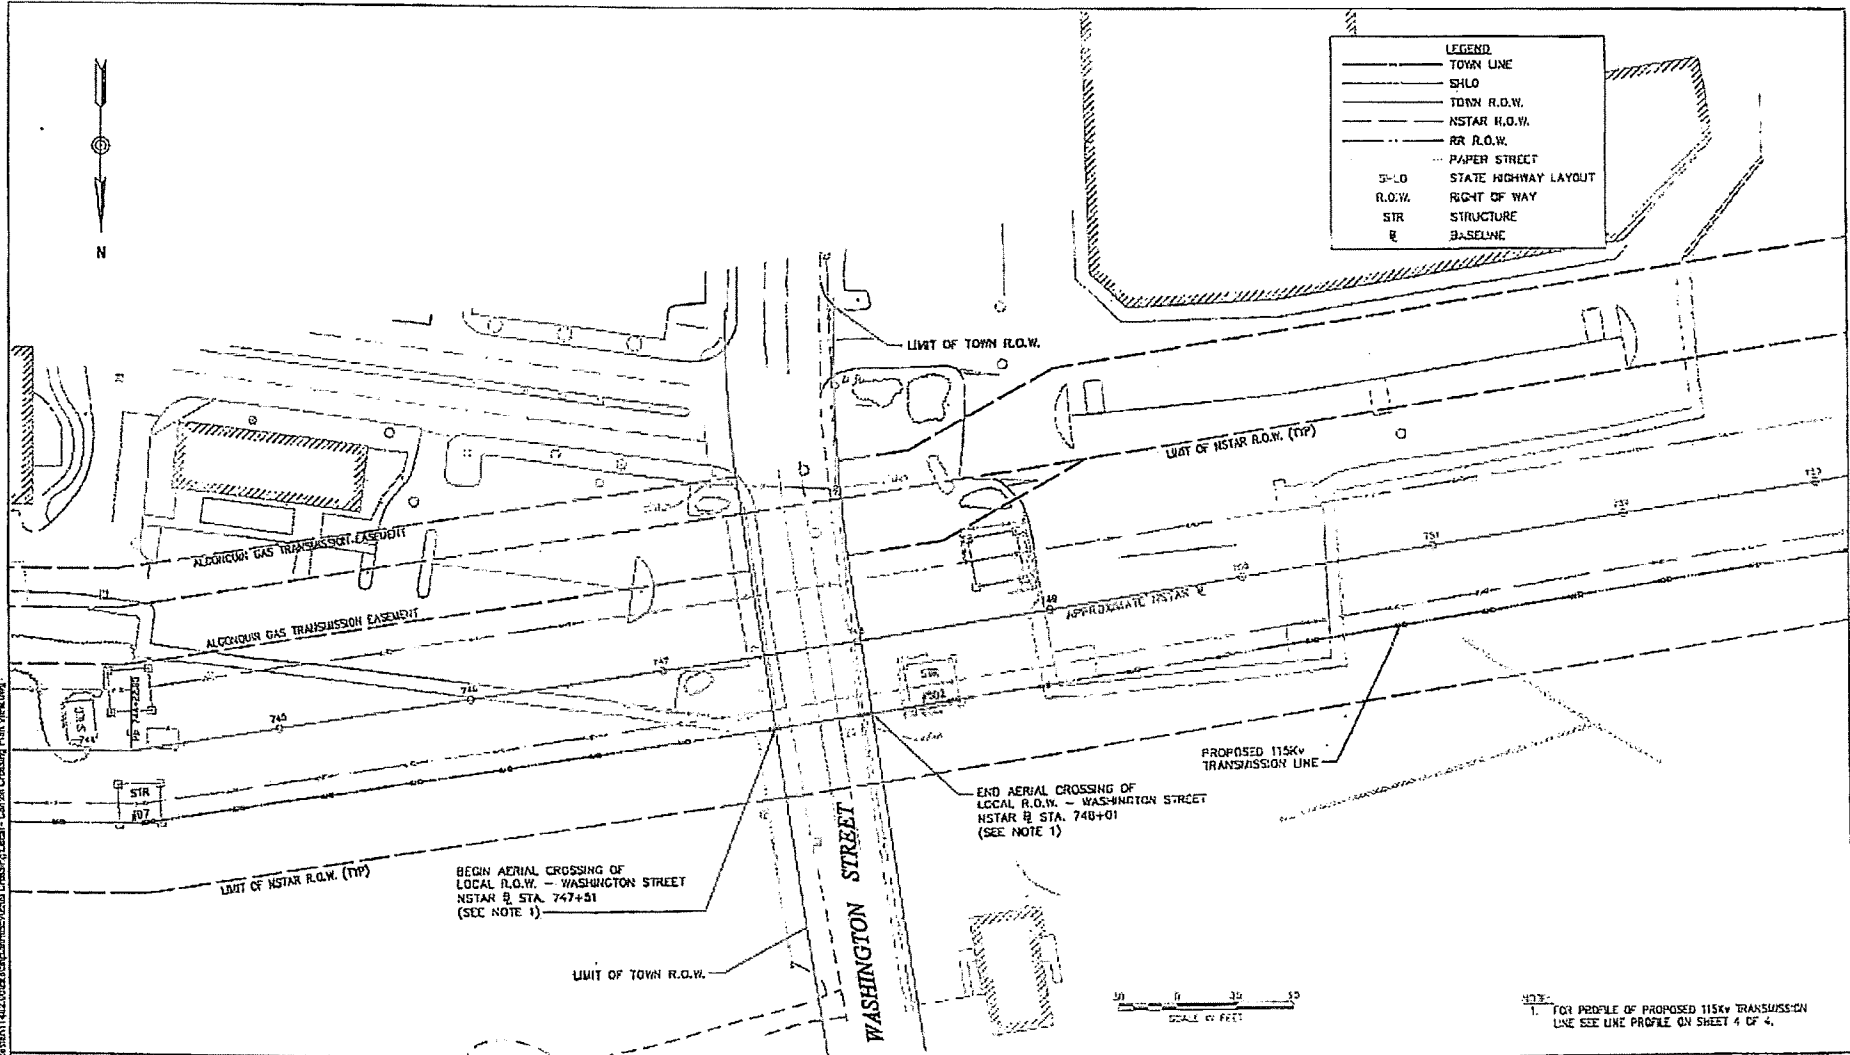 LEGEND
TOWN LINE
SHLO
TOWN R.O.W.
NSTAR R.O.W.
RR R.O.W.
PAPER STREET
SHLO STATE HIGHWAY LAYOUT
R.O.W. RIGHT OF WAY
STR STRUCTURE
BASELINE
N
LIMIT OF TOWN R.O.W.
LIMIT OF NSTAR R.O.W. (TYP)
ALGONQUIN GAS TRANSMISSION EASEMENT
ALGONQUIN GAS TRANSMISSION EASEMENT
APPROXIMATE NSTAR
745
746
747
749
751
STR
STR
107
PROPOSED 115Kv
TRANSMISSION LINE
END AERIAL CROSSING OF
LOCAL R.O.W. - WASHINGTON STREET
NSTAR ⅊ STA. 748+01
(SEE NOTE 1)
BEGIN AERIAL CROSSING OF
LOCAL R.O.W. - WASHINGTON STREET
NSTAR ⅊ STA. 747+51
(SEE NOTE 1)
LIMIT OF NSTAR R.O.W. (TYP)
LIMIT OF TOWN R.O.W.
WASHINGTON STREET
SCALE IN FEET
NOTE:
1. FOR PROFILE OF PROPOSED 115Kv TRANSMISSION
LINE SEE LINE PROFILE ON SHEET 4 OF 4.